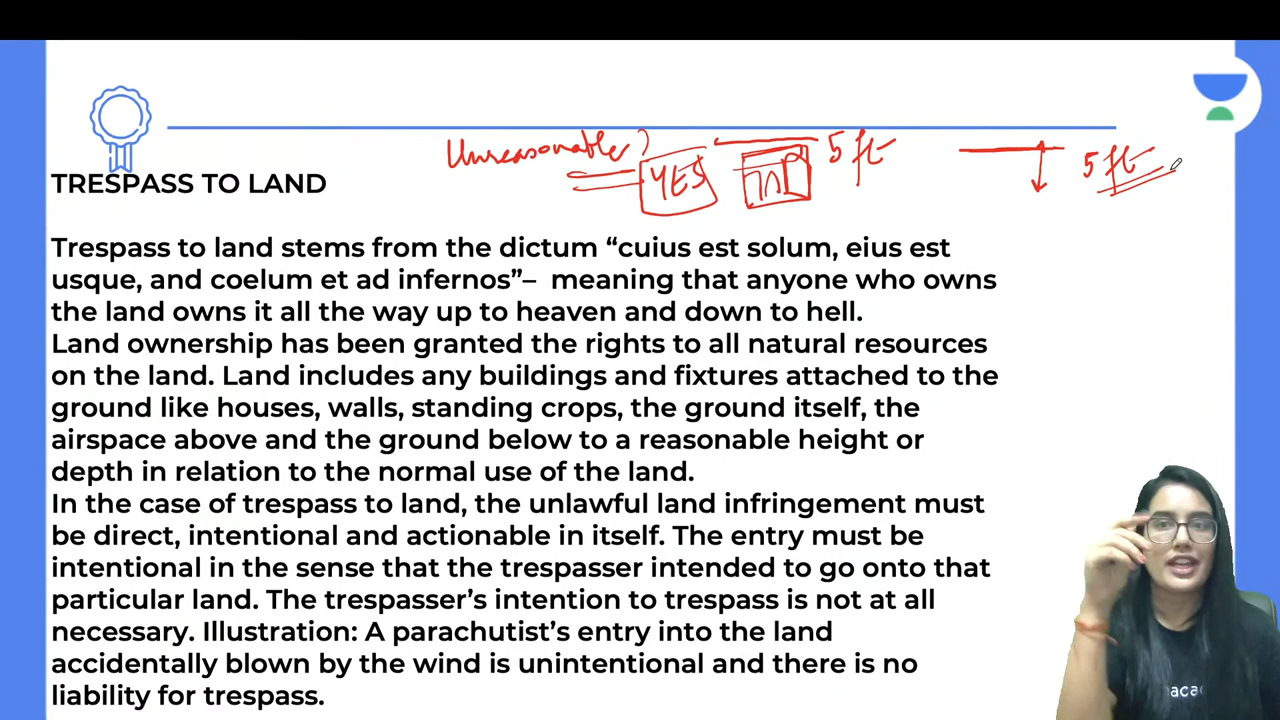 Unreasonable?
YES
5 ft
5 ft
TRESPASS TO LAND
Trespass to land stems from the dictum “cuius est solum, eius est
usque, and coelum et ad infernos”– meaning that anyone who owns
the land owns it all the way up to heaven and down to hell.
Land ownership has been granted the rights to all natural resources
on the land. Land includes any buildings and fixtures attached to the
ground like houses, walls, standing crops, the ground itself, the
airspace above and the ground below to a reasonable height or
depth in relation to the normal use of the land.
In the case of trespass to land, the unlawful land infringement must
be direct, intentional and actionable in itself. The entry must be
intentional in the sense that the trespasser intended to go onto that
particular land. The trespasser’s intention to trespass is not at all
necessary. Illustration: A parachutist’s entry into the land
accidentally blown by the wind is unintentional and there is no
liability for trespass.